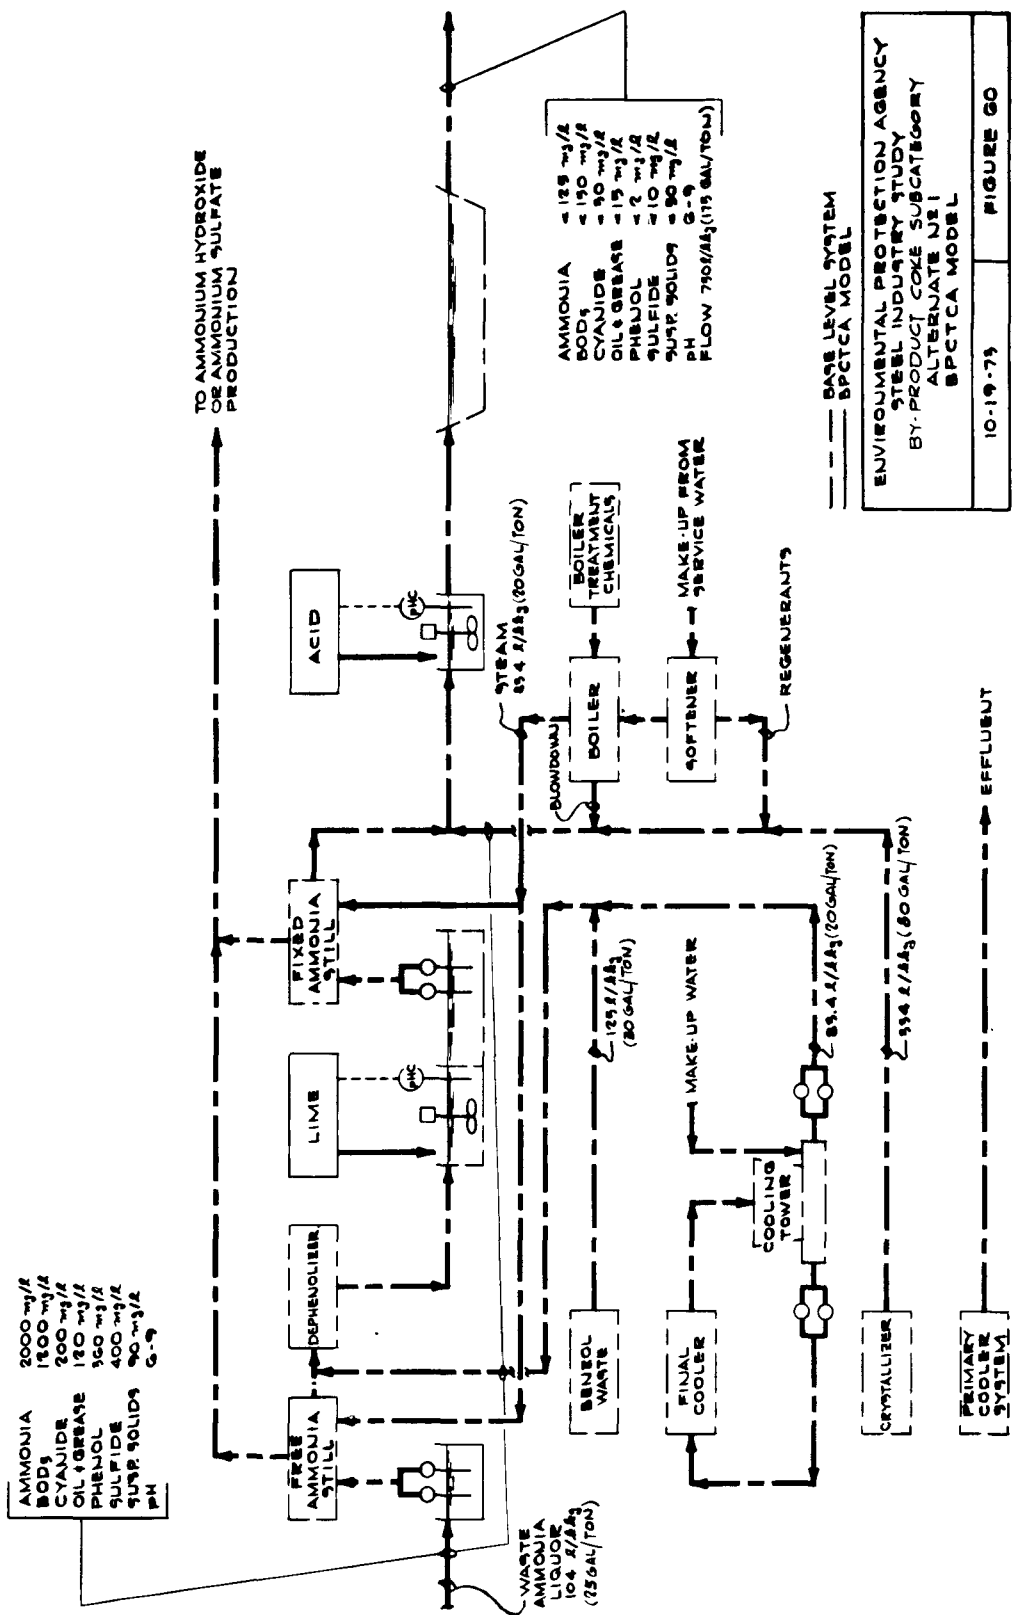 AMMONIA 2000 mg/l
BOD5 1200 mg/l
CYANIDE 200 mg/l
OIL & GREASE 120 mg/l
PHENOL 360 mg/l
SULFIDE 400 mg/l
SUSP. SOLIDS 50 mg/l
pH 6-9
TO AMMONIUM HYDROXIDE
OR AMMONIUM SULFATE
PRODUCTION
FREE
AMMONIA
STILL
DEPHENOLIZER
LIME
pHC
FIXED
AMMONIA
STILL
ACID
pHC
WASTE
AMMONIA
LIQUOR
104 l/kkg
(25 GAL/TON)
STEAM
83.4 l/kkg (20 GAL/TON)
AMMONIA <125 mg/l
BOD5 <150 mg/l
CYANIDE <30 mg/l
OIL & GREASE <15 mg/l
PHENOL <2 mg/l
SULFIDE <10 mg/l
SUSP. SOLIDS <50 mg/l
pH 6-9
FLOW 730 l/kkg (175 GAL/TON)
BENZOL
WASTE
125 l/kkg
(30 GAL/TON)
BLOWDOWN
BOILER
BOILER
TREATMENT
CHEMICALS
FINAL
COOLER
COOLING
TOWER
MAKE-UP WATER
83.4 l/kkg (20 GAL/TON)
SOFTENER
MAKE-UP FROM
SERVICE WATER
REGENERANTS
CRYSTALLIZER
334 l/kkg (80 GAL/TON)
PRIMARY
COOLER
SYSTEM
EFFLUENT
BASE LEVEL SYSTEM
BPCTCA MODEL
ENVIRONMENTAL PROTECTION AGENCY
STEEL INDUSTRY STUDY
BY-PRODUCT COKE SUBCATEGORY
ALTERNATE No 1
BPCTCA MODEL
10-19-73 FIGURE 60